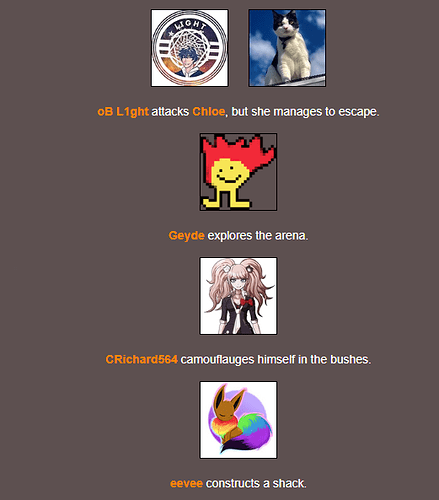 LIGHT
oB L1ght attacks Chloe, but she manages to escape.
Geyde explores the arena.
CRichard564 camouflauges himself in the bushes.
eevee constructs a shack.